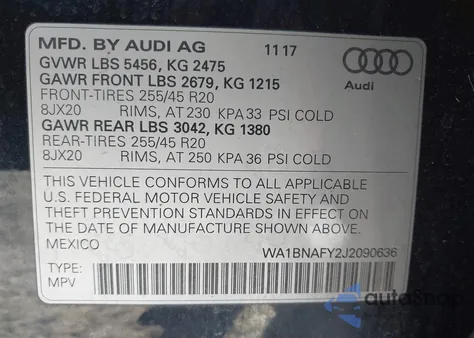 MFD. BY AUDI AG 11 17
GVWR LBS 5456, KG 2475
GAWR FRONT LBS 2679, KG 1215
FRONT-TIRES 255/45 R20
8JX20 RIMS, AT 230 KPA 33 PSI COLD
GAWR REAR LBS 3042, KG 1380
REAR-TIRES 255/45 R20
8JX20 RIMS, AT 250 KPA 36 PSI COLD
Audi
THIS VEHICLE CONFORMS TO ALL APPLICABLE
U.S. FEDERAL MOTOR VEHICLE SAFETY AND
THEFT PREVENTION STANDARDS IN EFFECT ON
THE DATE OF MANUFACTURE SHOWN ABOVE.
MEXICO WA1BNAFY2J2090636
TYPE:
MPV
autosnap